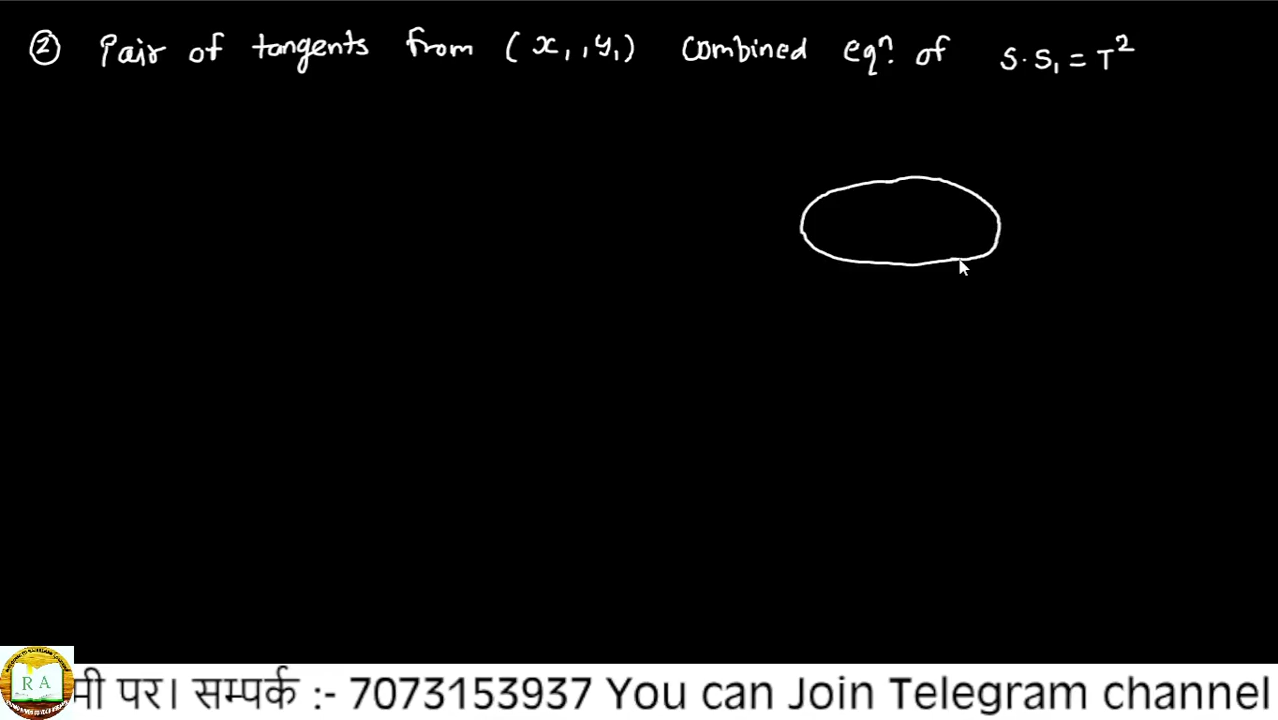 ② Pair of tangents from (x₁, y₁) Combined eqⁿ. of S·S₁ = T²
R A
मी पर। सम्पर्क :- 7073153937 You can Join Telegram channel